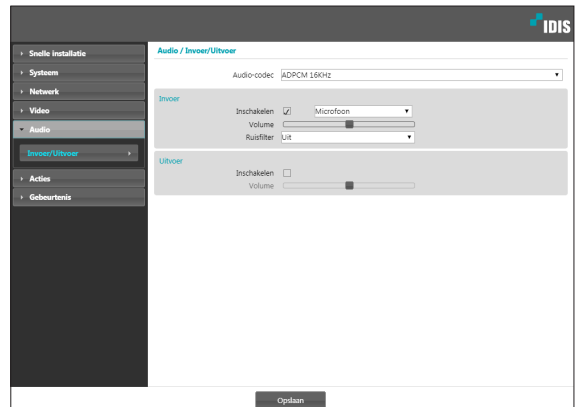 IDIS
Snelle installatie
Systeem
Netwerk
Video
Audio
Invoer/Uitvoer
Acties
Gebeurtenis
Audio / Invoer/Uitvoer
Audio-codec ADPCM 16KHz
Invoer
Inschakelen Microfoon
Volume
Ruisfilter Uit
Uitvoer
Inschakelen
Volume
Opslaan